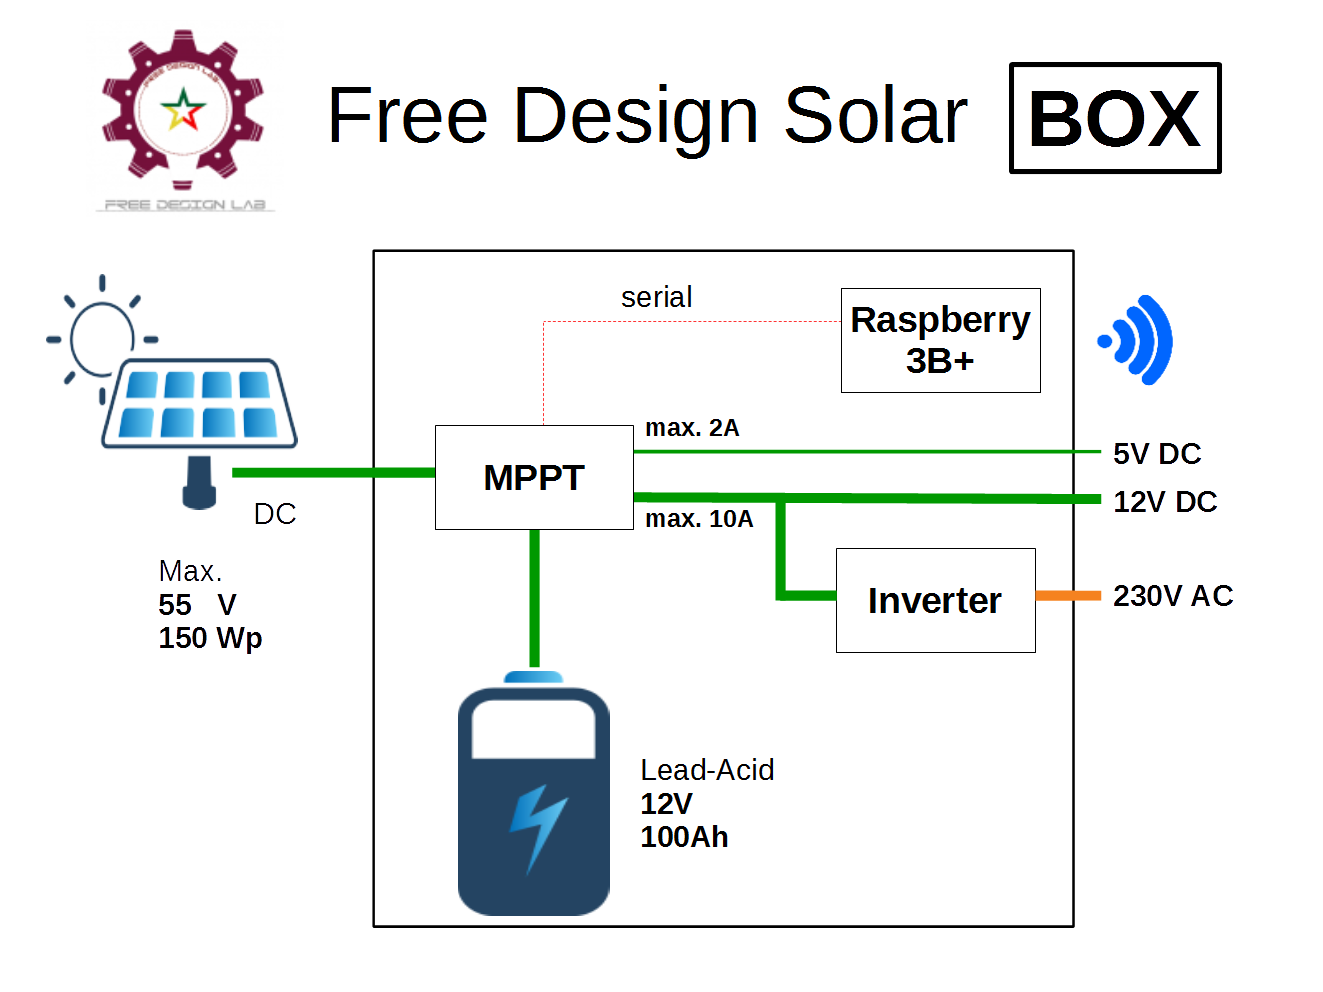 FREE DESIGN LAB
FREE DESIGN LAB
Free Design Solar BOX
serial
Raspberry
3B+
max. 2A
MPPT
5V DC
12V DC
max. 10A
DC
Max.
55 V
150 Wp
Inverter
230V AC
Lead-Acid
12V
100Ah